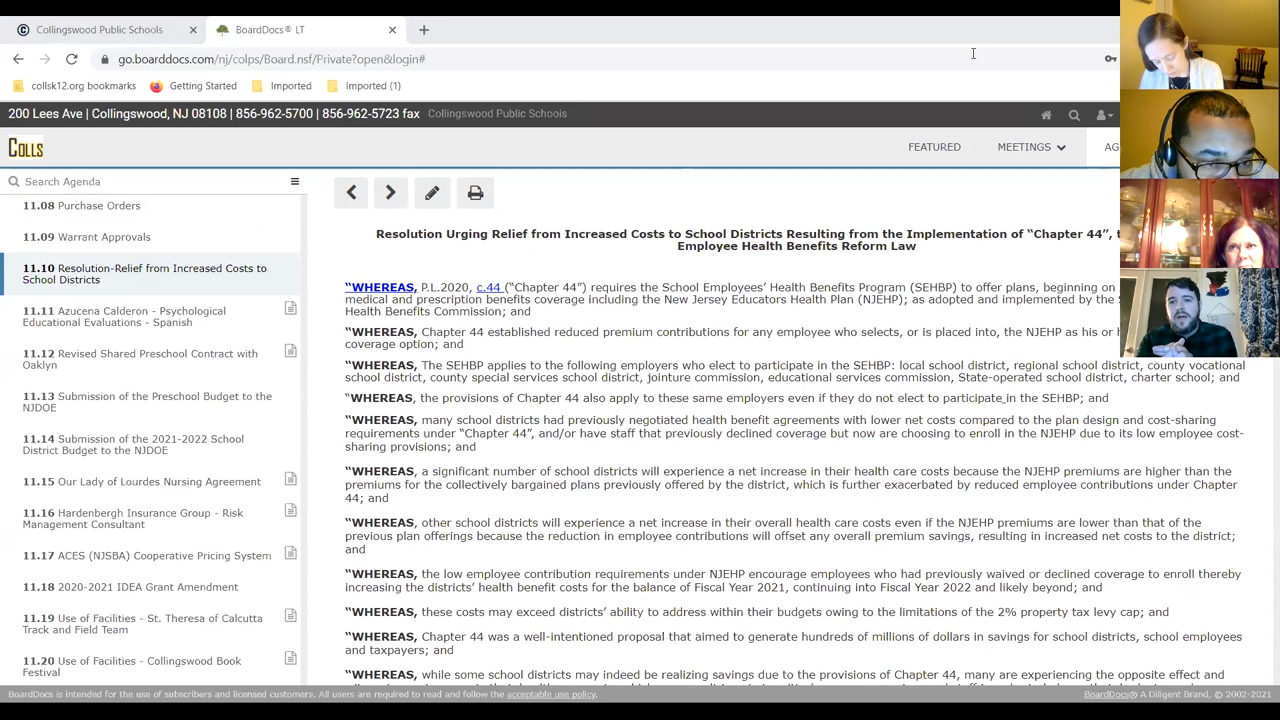 Collingswood Public Schools
BoardDocs® LT
go.boarddocs.com/nj/colps/Board.nsf/Private?open&login#
collsk12.org bookmarks
Getting Started
Imported
Imported (1)
200 Lees Ave | Collingswood, NJ 08108 | 856-962-5700 | 856-962-5723 fax
Collingswood Public Schools
COLLS
FEATURED
MEETINGS
AG
Search Agenda
11.08 Purchase Orders
11.09 Warrant Approvals
11.10 Resolution-Relief from Increased Costs to
School Districts
11.11 Azucena Calderon - Psychological
Educational Evaluations - Spanish
11.12 Revised Shared Preschool Contract with
Oaklyn
11.13 Submission of the Preschool Budget to the
NJDOE
11.14 Submission of the 2021-2022 School
District Budget to the NJDOE
11.15 Our Lady of Lourdes Nursing Agreement
11.16 Hardenbergh Insurance Group - Risk
Management Consultant
11.17 ACES (NJSBA) Cooperative Pricing System
11.18 2020-2021 IDEA Grant Amendment
11.19 Use of Facilities - St. Theresa of Calcutta
Track and Field Team
11.20 Use of Facilities - Collingswood Book
Festival
Resolution Urging Relief from Increased Costs to School Districts Resulting from the Implementation of “Chapter 44”, t
Employee Health Benefits Reform Law
“WHEREAS, P.L.2020, c.44 (“Chapter 44”) requires the School Employees’ Health Benefits Program (SEHBP) to offer plans, beginning on
medical and prescription benefits coverage including the New Jersey Educators Health Plan (NJEHP); as adopted and implemented by the S
Health Benefits Commission; and
“WHEREAS, Chapter 44 established reduced premium contributions for any employee who selects, or is placed into, the NJEHP as his or h
coverage option; and
“WHEREAS, The SEHBP applies to the following employers who elect to participate in the SEHBP: local school district, regional school district, county vocational
school district, county special services school district, jointure commission, educational services commission, State-operated school district, charter school; and
“WHEREAS, the provisions of Chapter 44 also apply to these same employers even if they do not elect to participate in the SEHBP; and
“WHEREAS, many school districts had previously negotiated health benefit agreements with lower net costs compared to the plan design and cost-sharing
requirements under “Chapter 44”, and/or have staff that previously declined coverage but now are choosing to enroll in the NJEHP due to its low employee cost-
sharing provisions; and
“WHEREAS, a significant number of school districts will experience a net increase in their health care costs because the NJEHP premiums are higher than the
premiums for the collectively bargained plans previously offered by the district, which is further exacerbated by reduced employee contributions under Chapter
44; and
“WHEREAS, other school districts will experience a net increase in their overall health care costs even if the NJEHP premiums are lower than that of the
previous plan offerings because the reduction in employee contributions will offset any overall premium savings, resulting in increased net costs to the district;
and
“WHEREAS, the low employee contribution requirements under NJEHP encourage employees who had previously waived or declined coverage to enroll thereby
increasing the districts’ health benefit costs for the balance of Fiscal Year 2021, continuing into Fiscal Year 2022 and likely beyond; and
“WHEREAS, these costs may exceed districts’ ability to address within their budgets owing to the limitations of the 2% property tax levy cap; and
“WHEREAS, Chapter 44 was a well-intentioned proposal that aimed to generate hundreds of millions of dollars in savings for school districts, school employees
and taxpayers; and
“WHEREAS, while some school districts may indeed be realizing savings due to the provisions of Chapter 44, many are experiencing the opposite effect and
BoardDocs is intended for the use of subscribers and licensed customers. All users are required to read and follow the acceptable use policy.
BoardDocs® A Diligent Brand, © 2002-2021